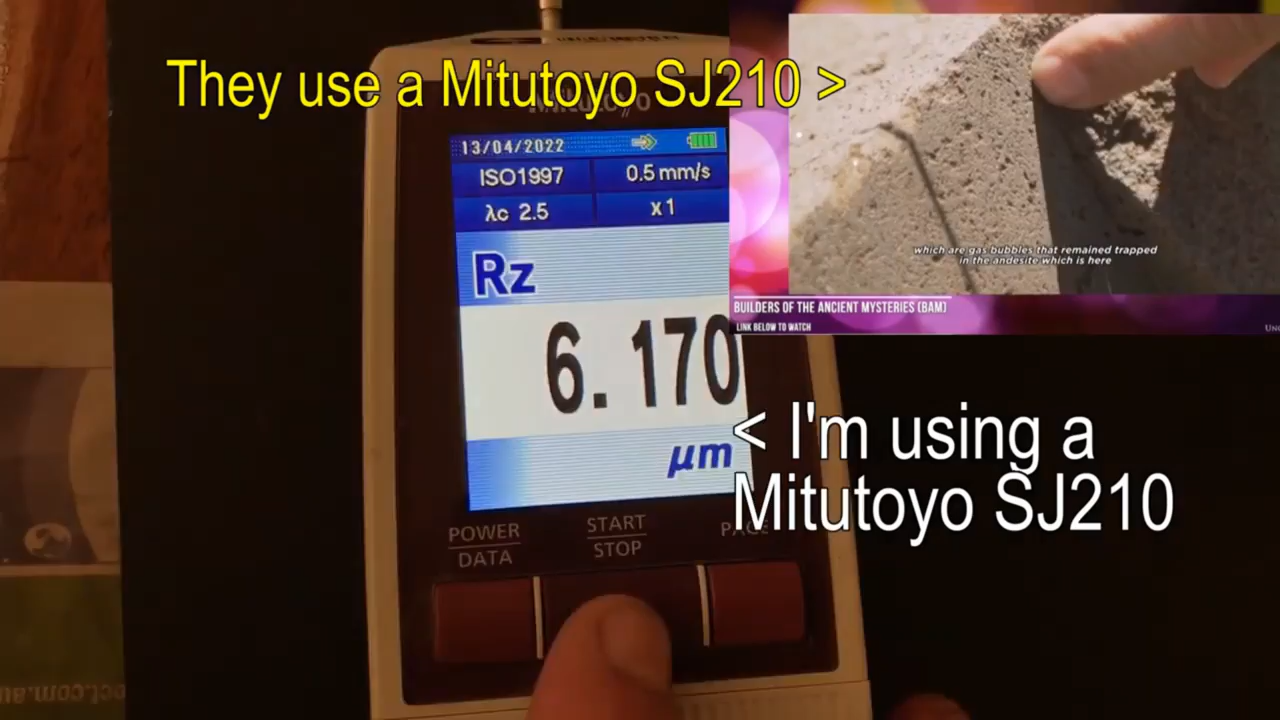 They use a Mitutoyo SJ210 >
Mitutoyo
13/04/2022
ISO1997
0.5 mm/s
λc 2.5
x1
Rz
6.170
µm
which are gas bubbles that remained trapped
in the andesite which is here
BUILDERS OF THE ANCIENT MYSTERIES (BAM)
LINK BELOW TO WATCH
< I'm using a
Mitutoyo SJ210
POWER
DATA
START
STOP